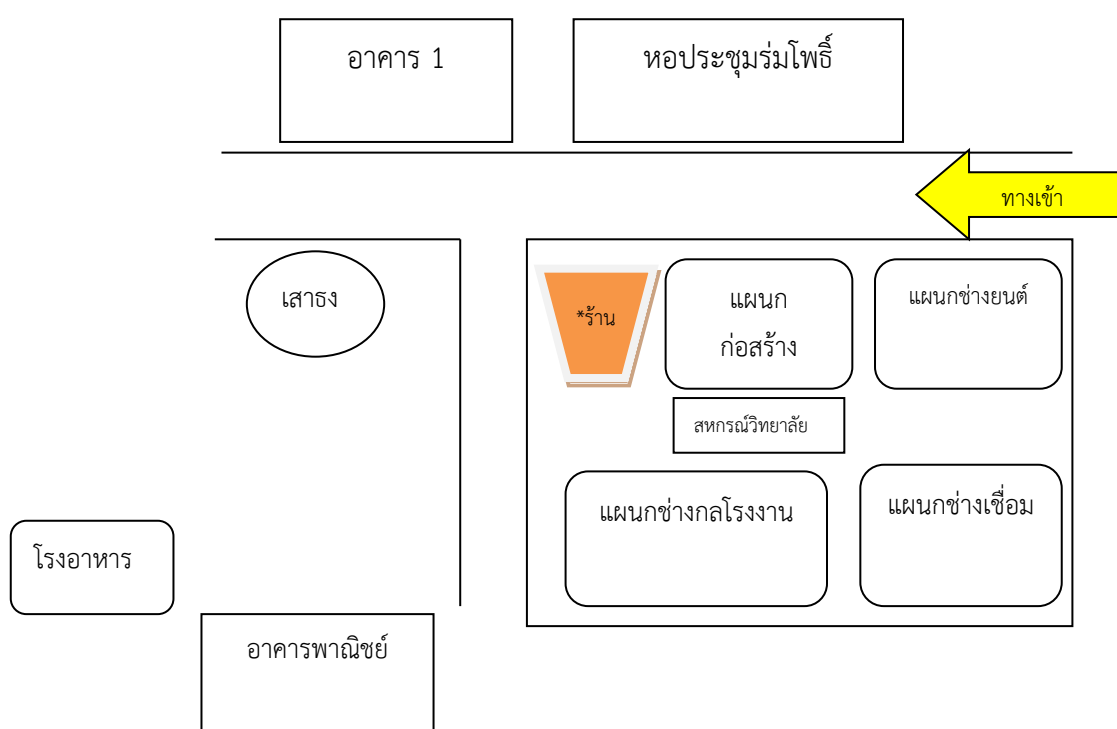 อาคาร 1
หอประชุมร่มโพธิ์
ทางเข้า
เสาธง
*ร้าน
แผนก
ก่อสร้าง
แผนกช่างยนต์
สหกรณ์วิทยาลัย
แผนกช่างกลโรงงาน
แผนกช่างเชื่อม
โรงอาหาร
อาคารพาณิชย์